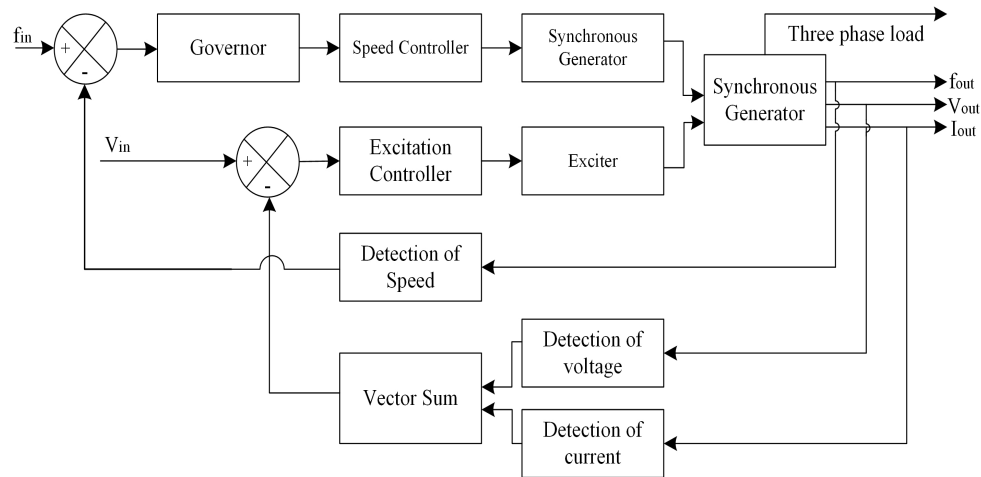 fin
+
-
Governor
Speed Controller
Synchronous
Generator
Three phase load
Synchronous
Generator
fout
Vout
Iout
Vin
+
-
Excitation
Controller
Exciter
Detection of
Speed
Detection of
voltage
Vector Sum
Detection of
current